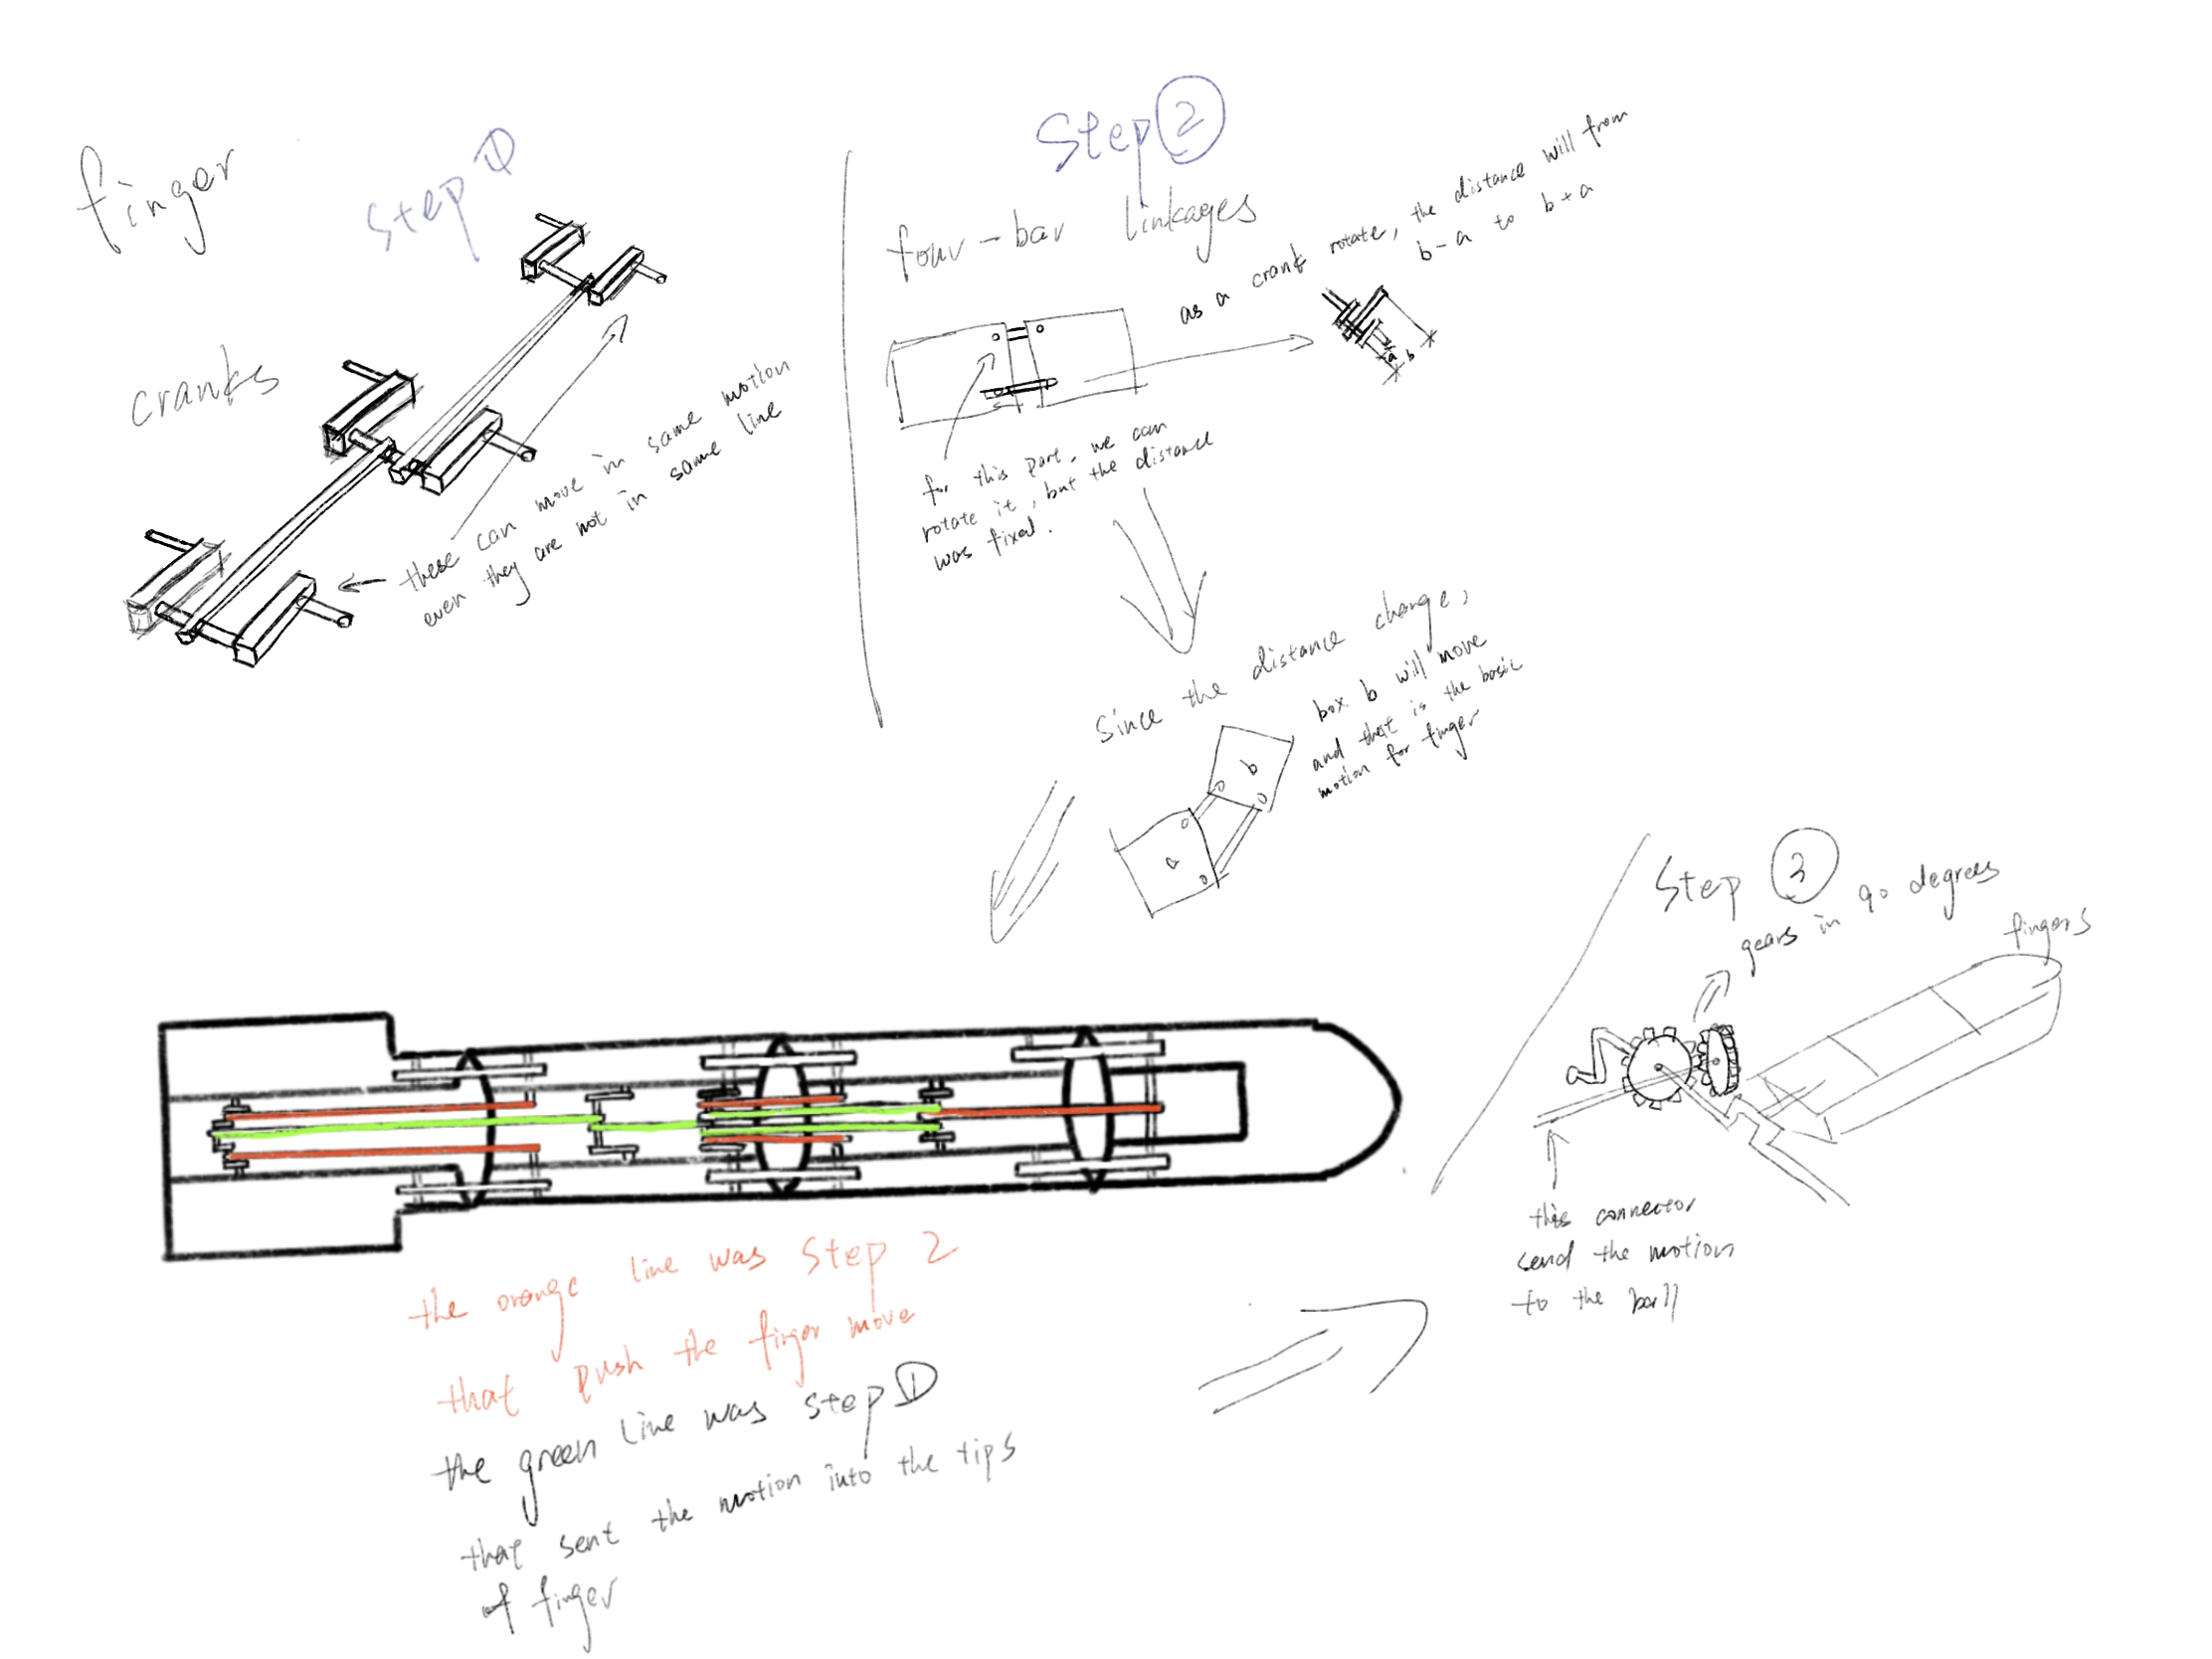 finger
Step ①
cranks
these can move in same motion
even they are not in same line
Step ②
four-bar linkages
as a crank rotate, the distance will from
b-a to b+a
a
b
for this part, we can
rotate it, but the distance
was fixed.
Since the distance change,
box b will move
and that is the basic
motion for finger
b
a
the orange line was Step 2
that push the finger move
the green line was step ①
that sent the motion into the tips
of finger
Step ③
gears in 90 degrees
fingers
this connector
send the motion
to the ball